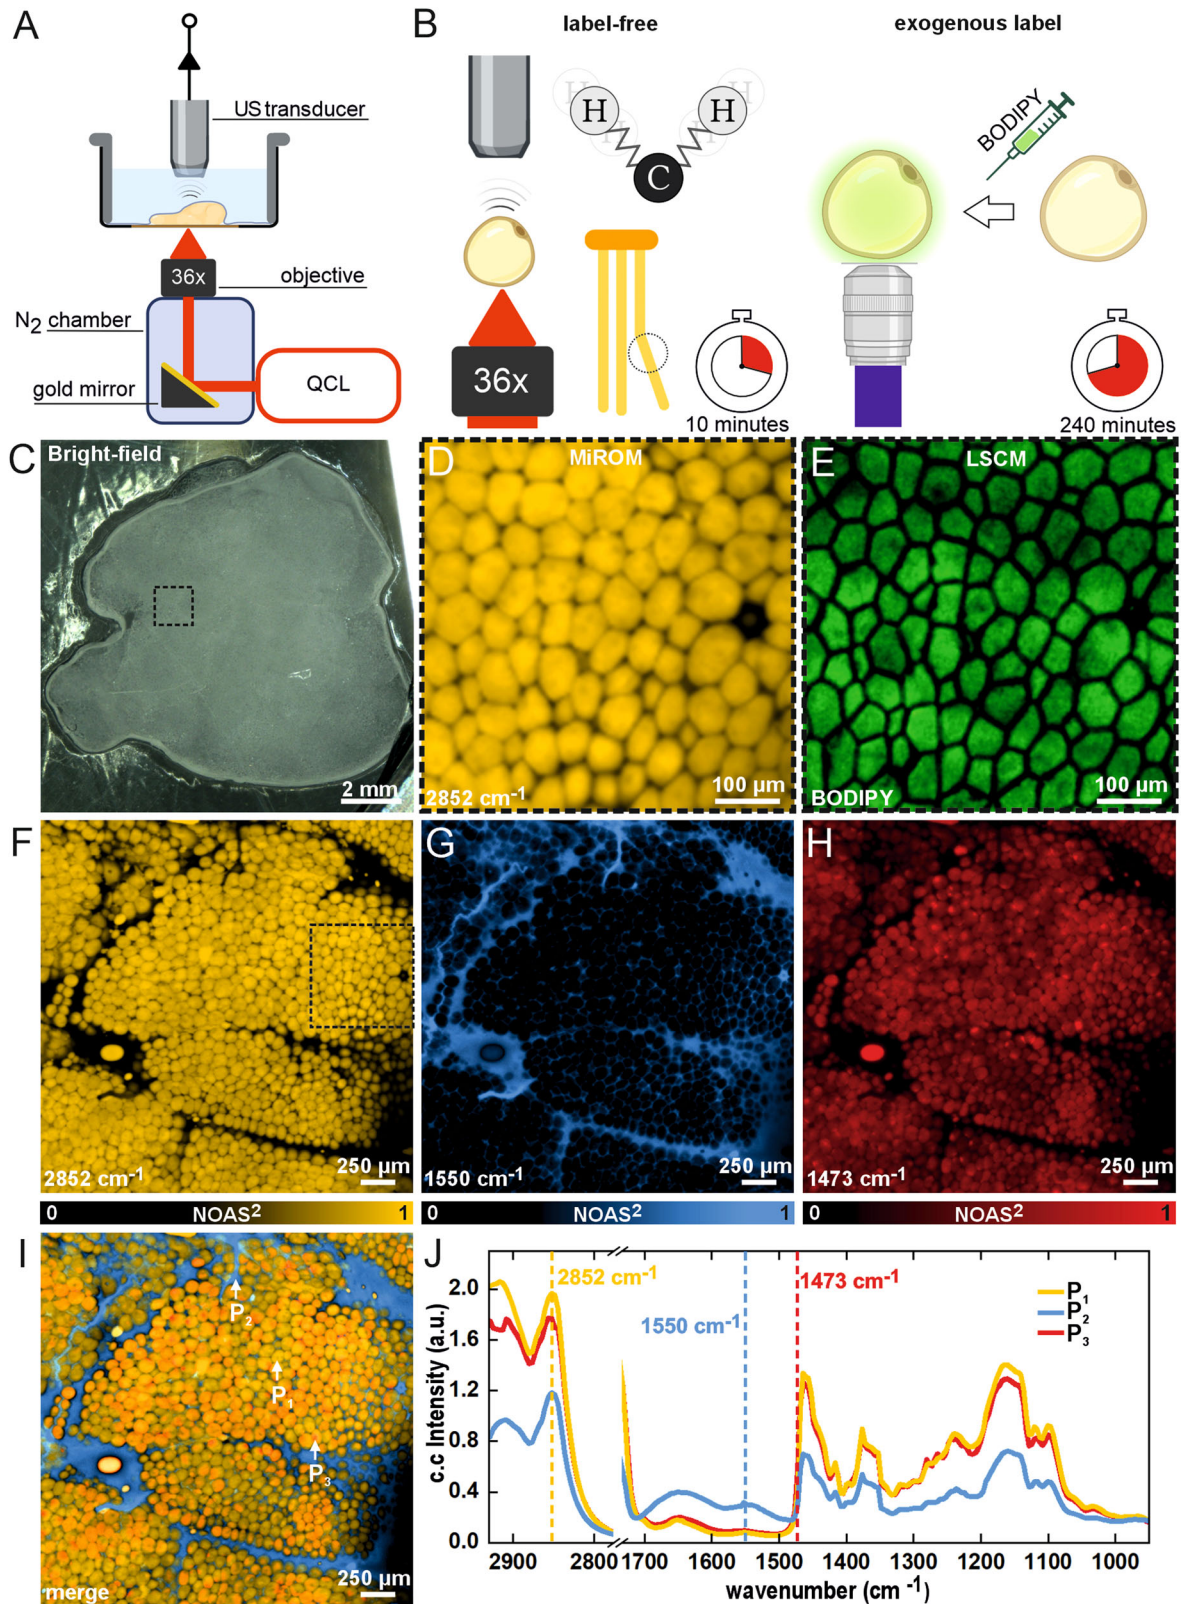 A
US transducer
36x
objective
N2 chamber
gold mirror
QCL
B
label-free
exogenous label
H
H
H
H
H
H
C
BODIPY
36x
10 minutes
240 minutes
C
Bright-field
2 mm
D
MiROM
2852 cm-1
100 µm
E
LSCM
BODIPY
100 µm
F
2852 cm-1
250 µm
G
1550 cm-1
250 µm
H
1473 cm-1
250 µm
0 NOAS2 1
0 NOAS2 1
0 NOAS2 1
I
P2
P1
P3
merge
250 µm
J
2852 cm-1
1550 cm-1
1473 cm-1
P1
P2
P3
c.c Intensity (a.u.)
2.0
1.6
1.2
0.8
0.4
0.0
2900 2800 1700 1600 1500 1400 1300 1200 1100 1000
wavenumber (cm -1)